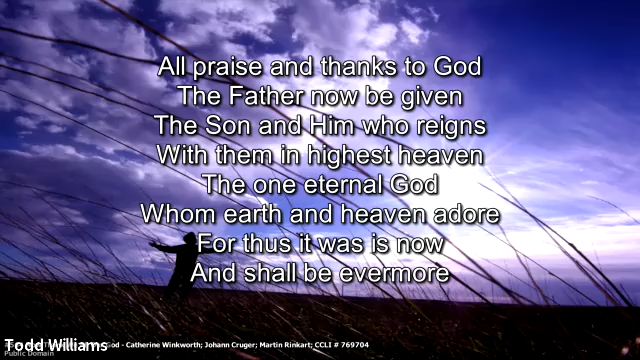 All praise and thanks to God
The Father now be given
The Son and Him who reigns
With them in highest heaven
The one eternal God
Whom earth and heaven adore
For thus it was is now
And shall be evermore
Todd Williams
God - Catherine Winkworth; Johann Cruger; Martin Rinkart; CCLI # 769704
Public Domain